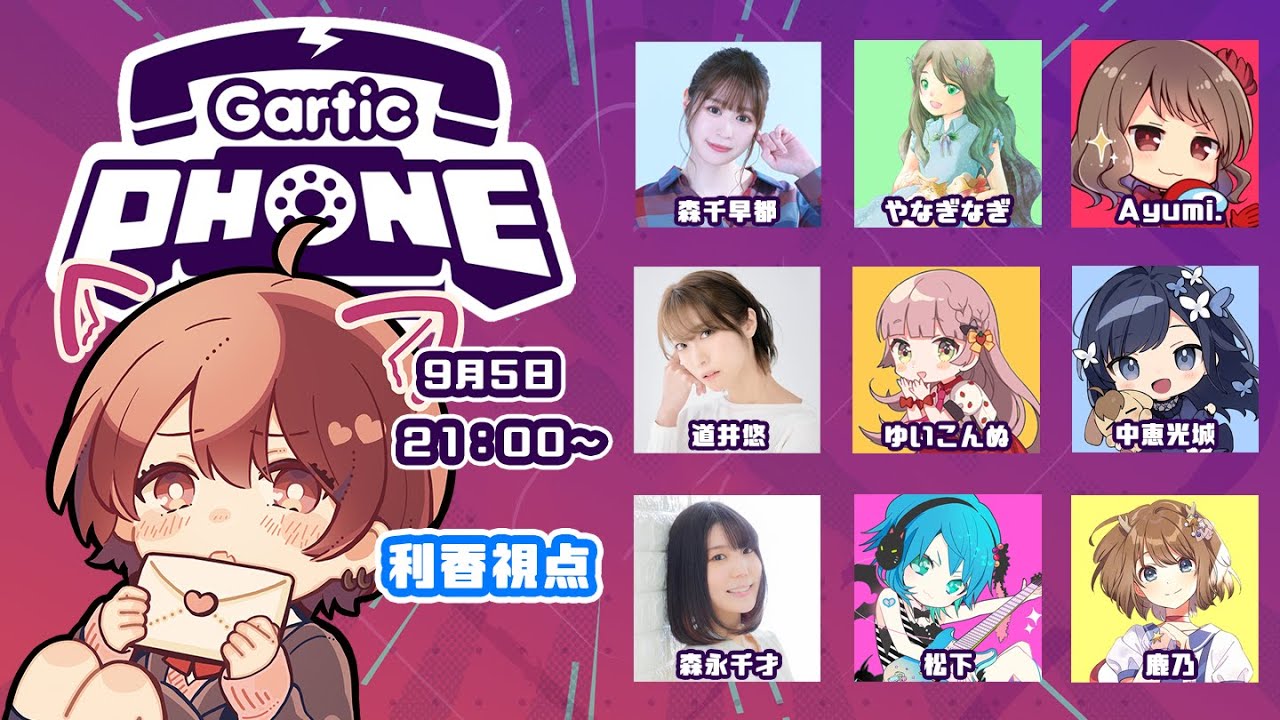 Gartic
PHONE
9月5日
21:00~
利香視点
森千早都
やなぎなぎ
Ayumi.
道井悠
ゆいこんぬ
中恵光城
森永千才
松下
鹿乃